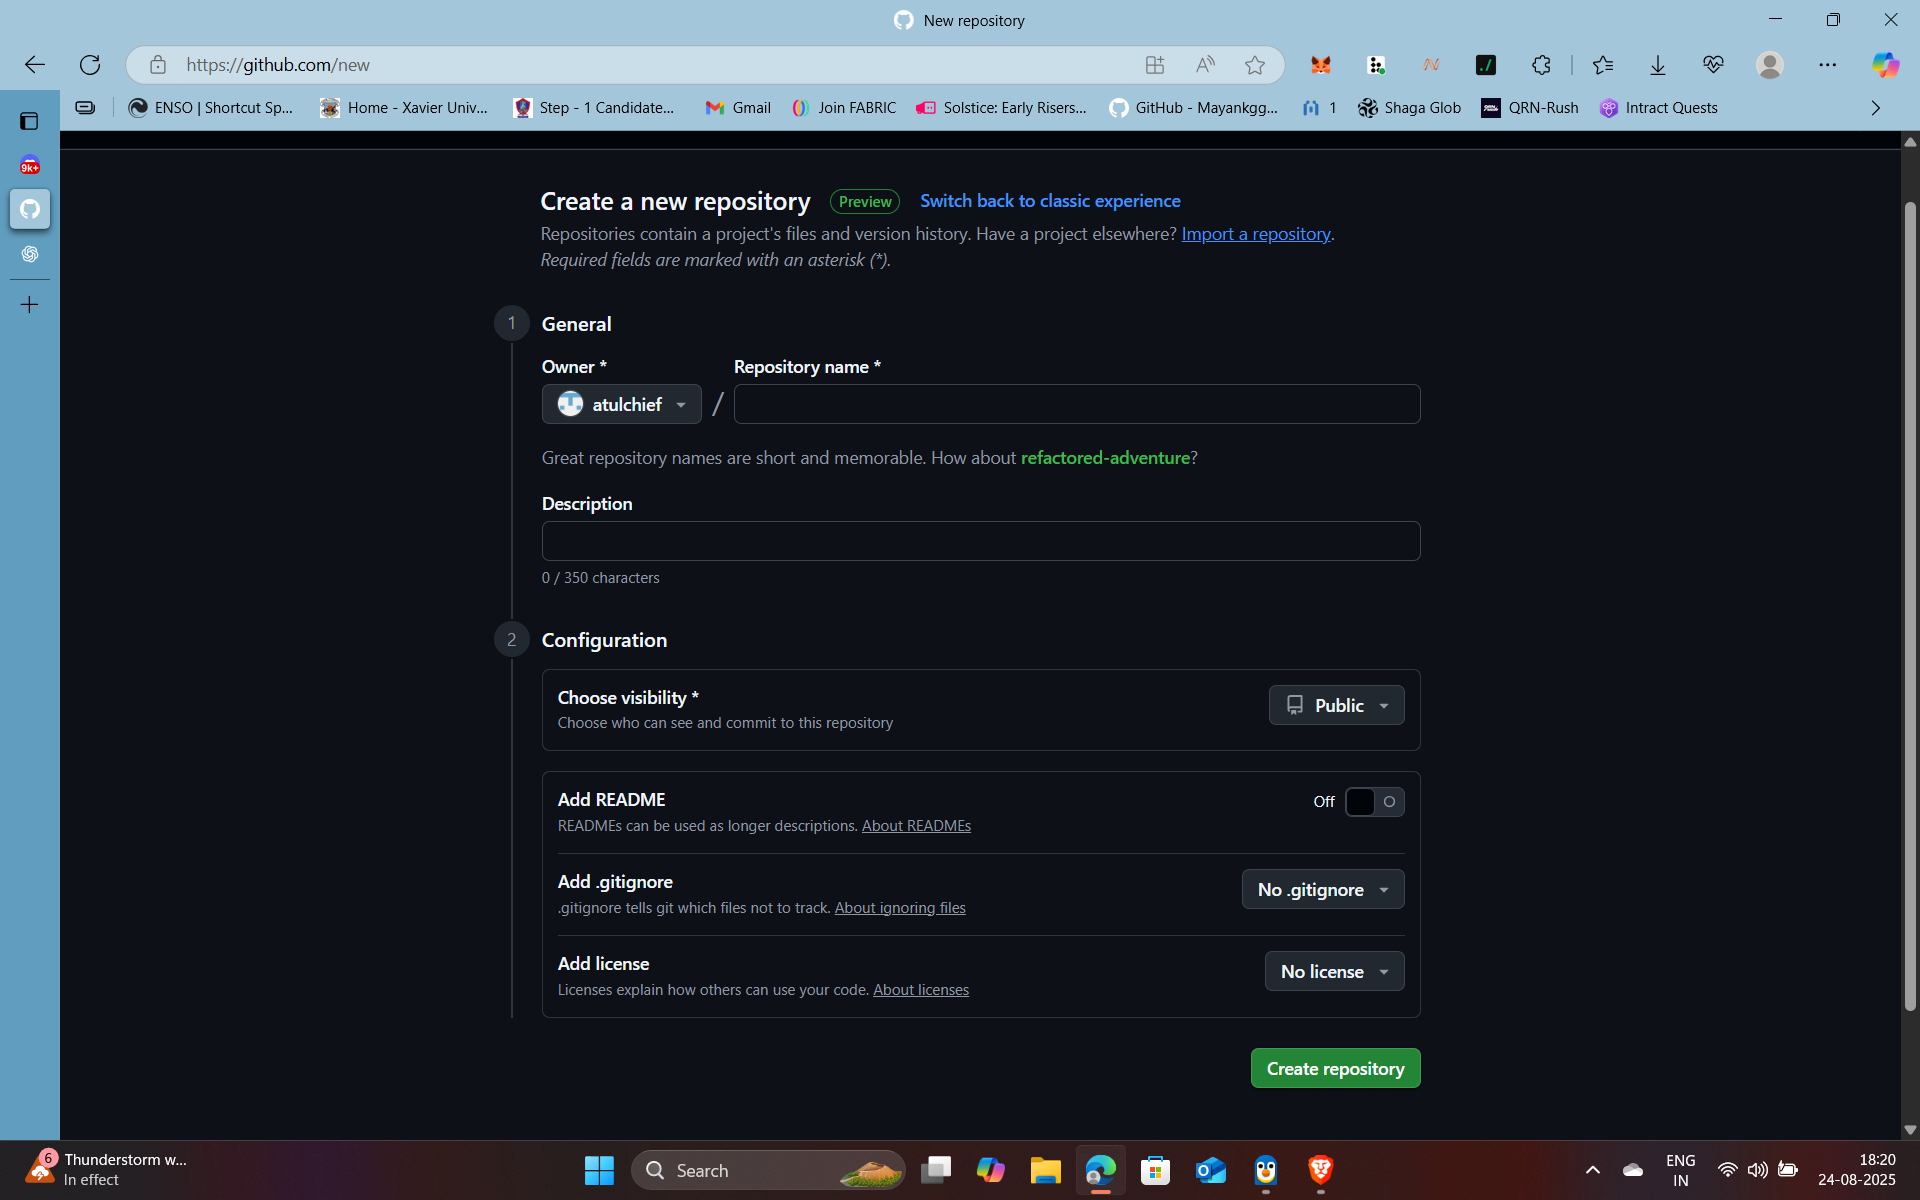 New repository
https://github.com/new
ENSO | Shortcut Sp...
Home - Xavier Univ...
Step - 1 Candidate...
Gmail
Join FABRIC
Solstice: Early Risers...
GitHub - Mayankgg...
1
Shaga Glob
QRN-Rush
Intract Quests
9k+
Create a new repository
Preview
Switch back to classic experience
Repositories contain a project's files and version history. Have a project elsewhere? Import a repository.
Required fields are marked with an asterisk (*).
1
General
Owner *
Repository name *
atulchief
/
Great repository names are short and memorable. How about refactored-adventure?
Description
0 / 350 characters
2
Configuration
Choose visibility *
Choose who can see and commit to this repository
Public
Add README
READMEs can be used as longer descriptions. About READMEs
Off
Add .gitignore
.gitignore tells git which files not to track. About ignoring files
No .gitignore
Add license
Licenses explain how others can use your code. About licenses
No license
Create repository
6
Thunderstorm w...
In effect
Search
ENG
IN
18:20
24-08-2025